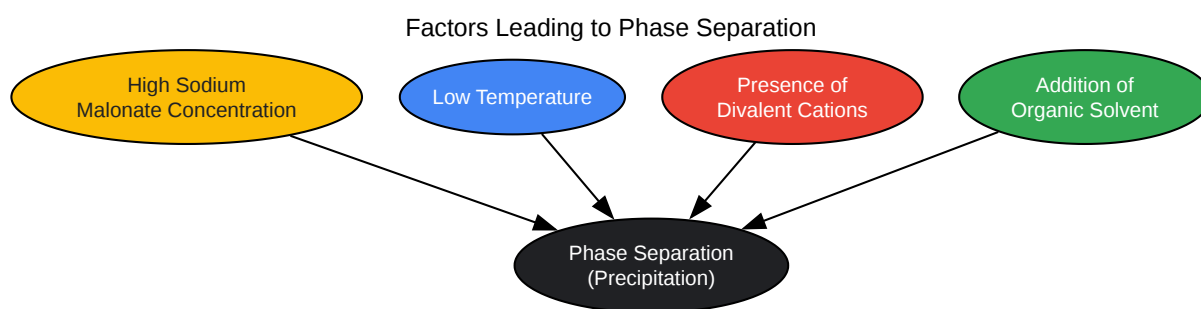 Factors Leading to Phase Separation
High Sodium
Malonate Concentration
Low Temperature
Presence of
Divalent Cations
Addition of
Organic Solvent
Phase Separation
(Precipitation)